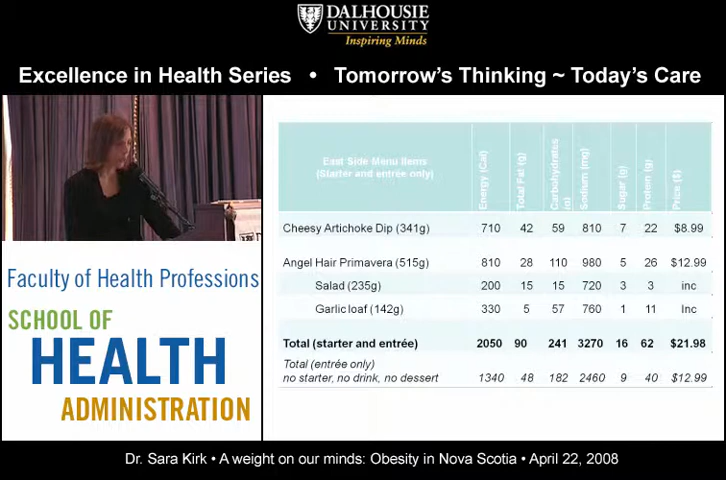 DALHOUSIE
UNIVERSITY
Inspiring Minds
Excellence in Health Series • Tomorrow's Thinking ~ Today's Care
East Side Menu Items
(Starter and entrée only)
Energy (Cal)
Total Fat (g)
Carbohydrates
(g)
Sodium (mg)
Sugar (g)
Protein (g)
Price ($)
Cheesy Artichoke Dip (341g) 710 42 59 810 7 22 $8.99
Angel Hair Primavera (515g) 810 28 110 980 5 26 $12.99
Salad (235g) 200 15 15 720 3 3 inc
Garlic loaf (142g) 330 5 57 760 1 11 Inc
Total (starter and entrée) 2050 90 241 3270 16 62 $21.98
Total (entrée only)
no starter, no drink, no dessert 1340 48 182 2460 9 40 $12.99
Faculty of Health Professions
SCHOOL OF
HEALTH
ADMINISTRATION
Dr. Sara Kirk • A weight on our minds: Obesity in Nova Scotia • April 22, 2008